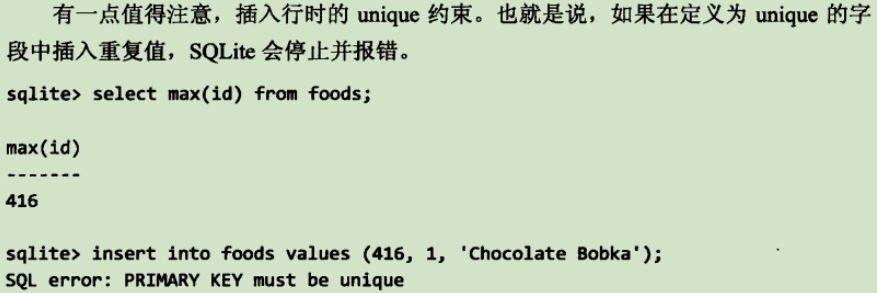 有一点值得注意，插入行时的 unique 约束。也就是说，如果在定义为 unique 的字
段中插入重复值，SQLite 会停止并报错。
sqlite> select max(id) from foods;
max(id)
-------
416
sqlite> insert into foods values (416, 1, 'Chocolate Bobka');
SQL error: PRIMARY KEY must be unique